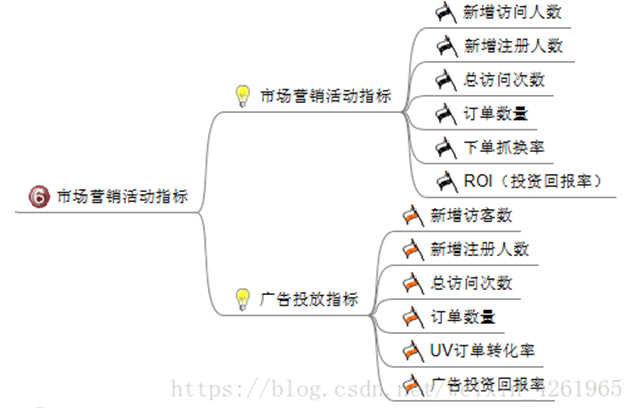 新增访问人数
新增注册人数
总访问次数
市场营销活动指标
订单数量
下单抓换率
ROI（投资回报率）
6 市场营销活动指标
新增访客数
新增注册人数
总访问次数
广告投放指标
订单数量
UV订单转化率
广告投资回报率
https://blog.csdn.net/weixin_4261965